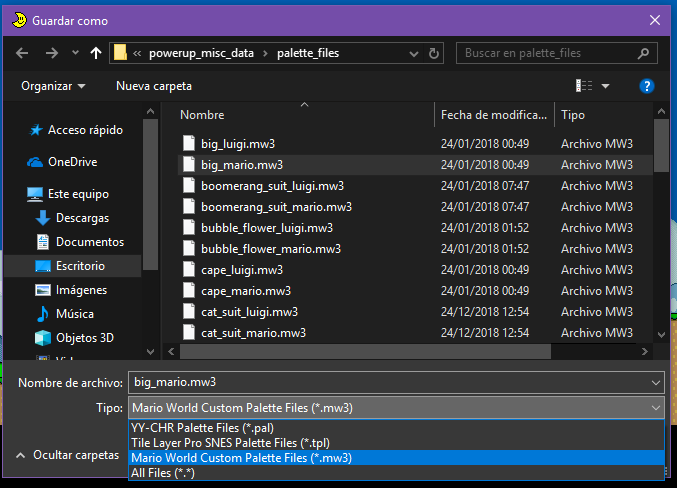 Guardar como
« powerup_misc_data › palette_files
Buscar en palette_files
Organizar
Nueva carpeta
?
Acceso rápido
OneDrive
Este equipo
Descargas
Documentos
Escritorio
Imágenes
Música
Objetos 3D
Nombre Fecha de modifica... Tipo
big_luigi.mw3 24/01/2018 00:49 Archivo MW3
big_mario.mw3 24/01/2018 00:49 Archivo MW3
boomerang_suit_luigi.mw3 24/01/2018 07:47 Archivo MW3
boomerang_suit_mario.mw3 24/01/2018 07:47 Archivo MW3
bubble_flower_luigi.mw3 24/01/2018 01:52 Archivo MW3
bubble_flower_mario.mw3 24/01/2018 01:52 Archivo MW3
cape_luigi.mw3 24/01/2018 00:49 Archivo MW3
cape_mario.mw3 24/01/2018 00:49 Archivo MW3
cat_suit_luigi.mw3 24/12/2018 12:54 Archivo MW3
cat_suit_mario.mw3 24/12/2018 12:54 Archivo MW3
Nombre de archivo: big_mario.mw3
Tipo: Mario World Custom Palette Files (*.mw3)
YY-CHR Palette Files (*.pal)
Tile Layer Pro SNES Palette Files (*.tpl)
Mario World Custom Palette Files (*.mw3)
All Files (*.*)
Ocultar carpetas